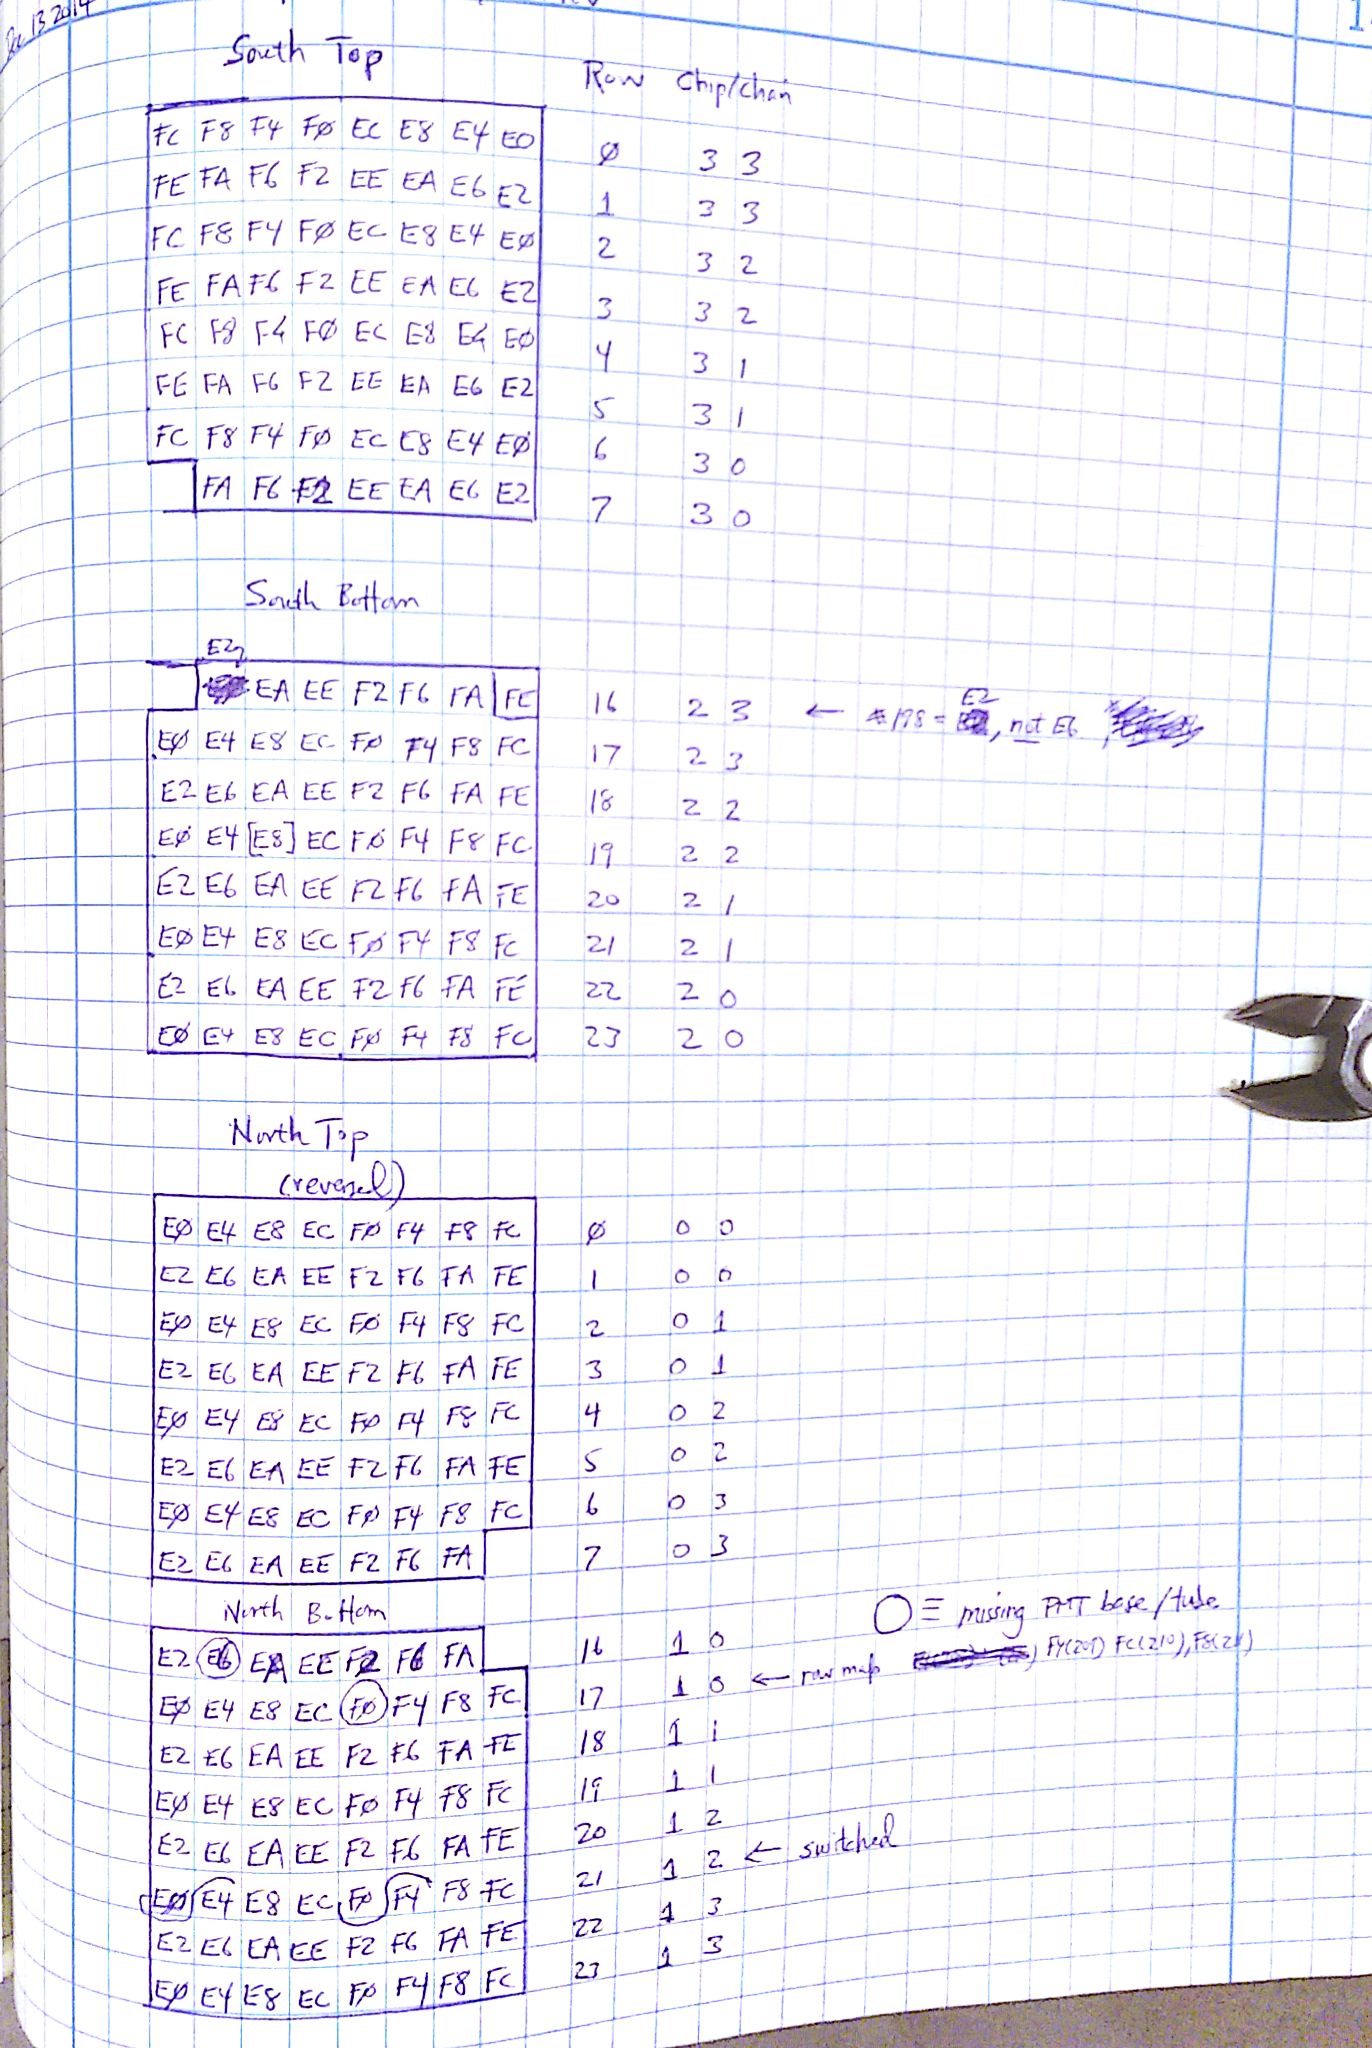 Dec 13 2014
South Top
Row Chip/chan
FC F8 F4 FØ EC E8 E4 E0 Ø 3 3
FE FA F6 F2 EE EA E6 E2 1 3 3
FC F8 F4 FØ EC E8 E4 EØ 2 3 2
FE FA F6 F2 EE EA E6 E2 3 3 2
FC F8 F4 FØ EC E8 E4 EØ 4 3 1
FE FA F6 F2 EE EA E6 E2 5 3 1
FC F8 F4 FØ EC E8 E4 EØ 6 3 0
FA F6 F2 EE EA E6 E2 7 3 0
South Bottom
E2
EA EE F2 F6 FA FE 16 2 3 ← #198 = E2, not E6
EØ E4 E8 EC FØ F4 F8 FC 17 2 3
E2 E6 EA EE F2 F6 FA FE 18 2 2
EØ E4 [E8] EC FØ F4 F8 FC 19 2 2
E2 E6 EA EE F2 F6 FA FE 20 2 1
EØ E4 E8 EC FØ F4 F8 FC 21 2 1
E2 E6 EA EE F2 F6 FA FE 22 2 0
EØ E4 E8 EC FØ F4 F8 FC 23 2 0
North Top
(reversed)
EØ E4 E8 EC FØ F4 F8 FC Ø 0 0
E2 E6 EA EE F2 F6 FA FE 1 0 0
EØ E4 E8 EC FØ F4 F8 FC 2 0 1
E2 E6 EA EE F2 F6 FA FE 3 0 1
EØ E4 E8 EC FØ F4 F8 FC 4 0 2
E2 E6 EA EE F2 F6 FA FE 5 0 2
EØ E4 E8 EC FØ F4 F8 FC 6 0 3
E2 E6 EA EE F2 F6 FA 7 0 3
North Bottom
O ≡ missing PMT base/tube
E2 E6 EA EE F2 F6 FA 16 1 0
EØ E4 E8 EC FØ F4 F8 FC 17 1 0 ← row map F4(209) FC(210), F8(211)
E2 E6 EA EE F2 F6 FA FE 18 1 1
EØ E4 E8 EC FØ F4 F8 FC 19 1 1
E2 E6 EA EE F2 F6 FA FE 20 1 2
EØ E4 E8 EC FØ F4 F8 FC 21 1 2 ← switched
E2 E6 EA EE F2 F6 FA FE 22 1 3
EØ E4 E8 EC FØ F4 F8 FC 23 1 3